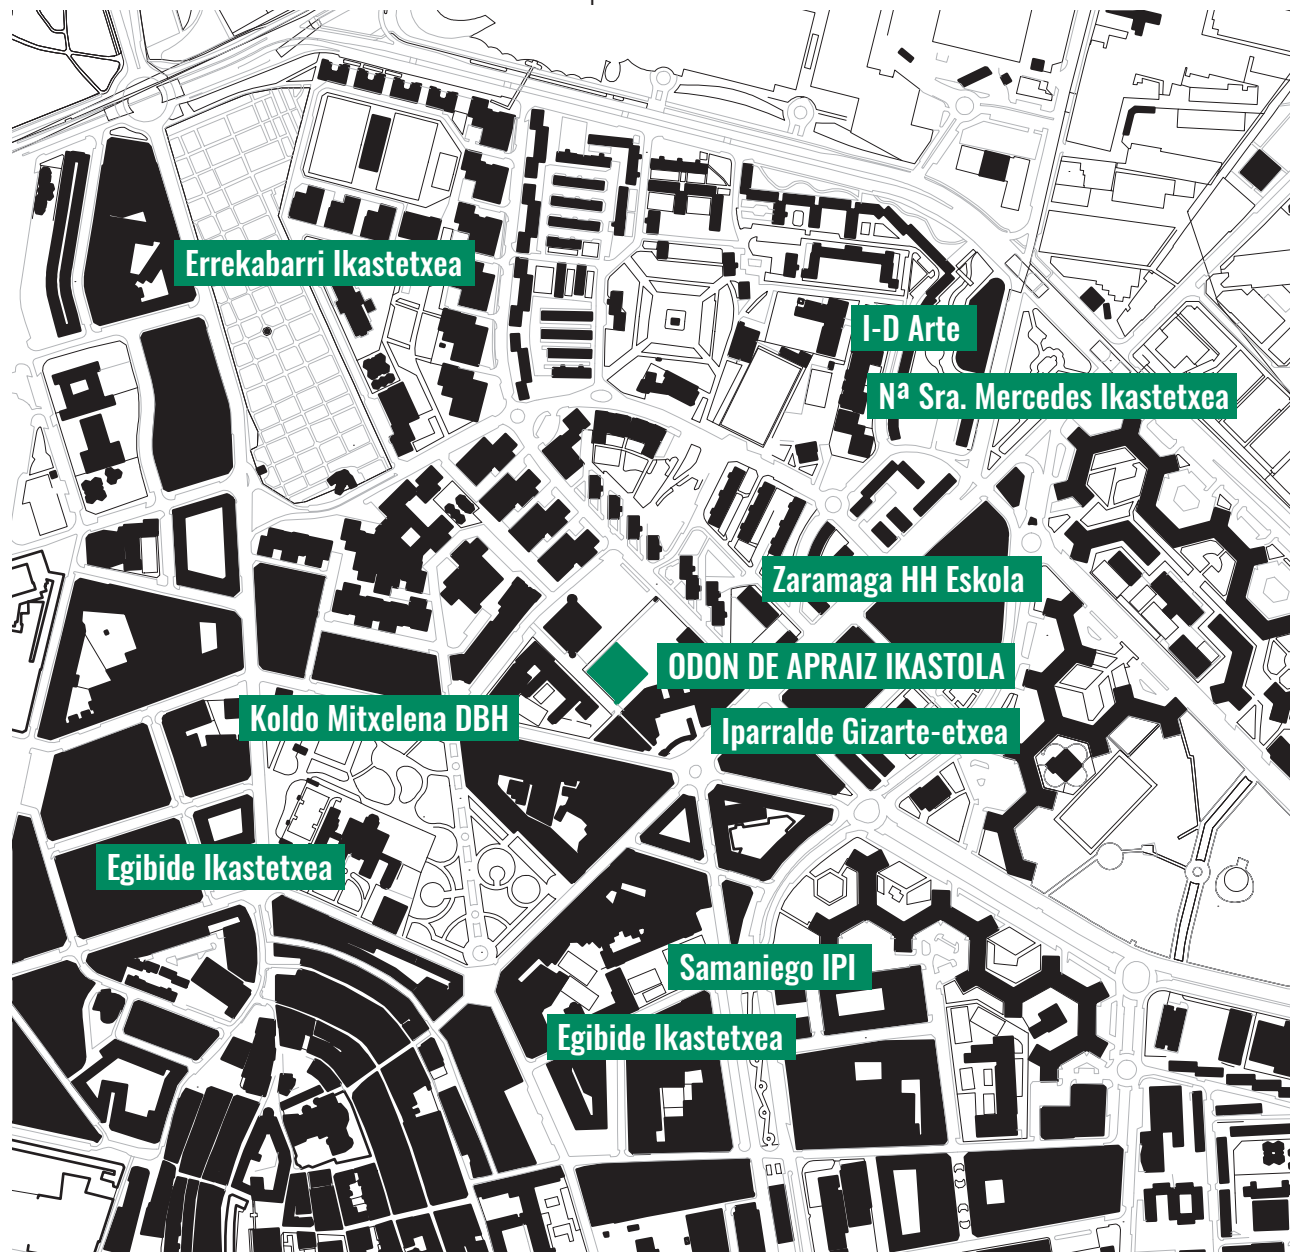 Errekabarri Ikastetxea
I-D Arte
Nª Sra. Mercedes Ikastetxea
Zaramaga HH Eskola
ODON DE APRAIZ IKASTOLA
Koldo Mitxelena DBH
Iparralde Gizarte-etxea
Egibide Ikastetxea
Samaniego IPI
Egibide Ikastetxea